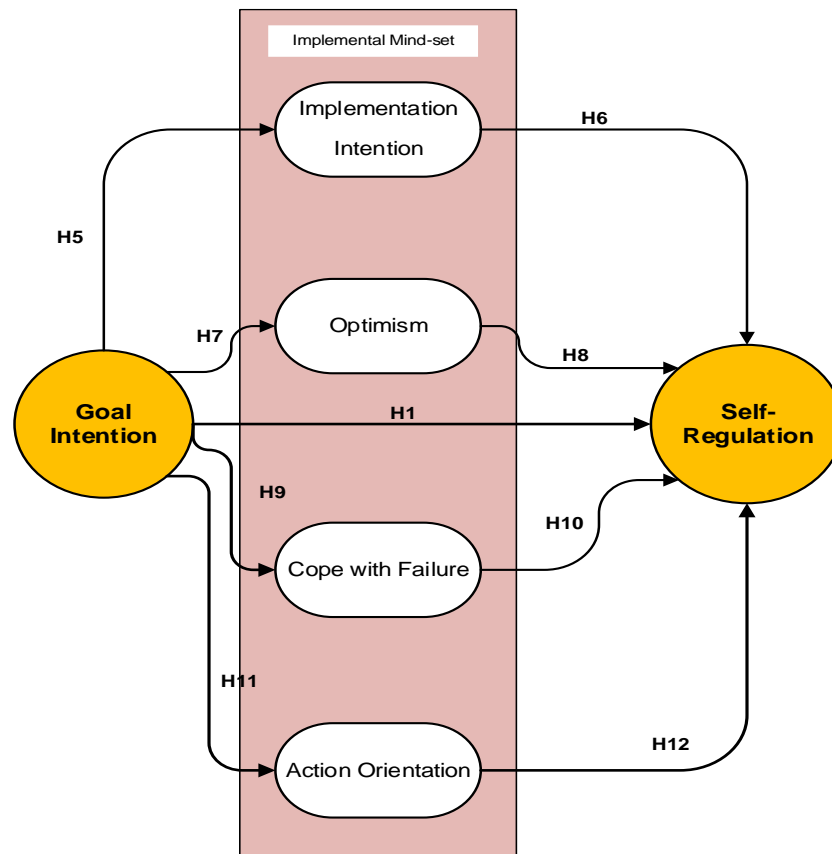 Implemental Mind-set
Implementation
Intention
H6
H5
Optimism
H7
H8
Goal
Intention
H1
Self-
Regulation
H9
H10
Cope with Failure
H11
H12
Action Orientation